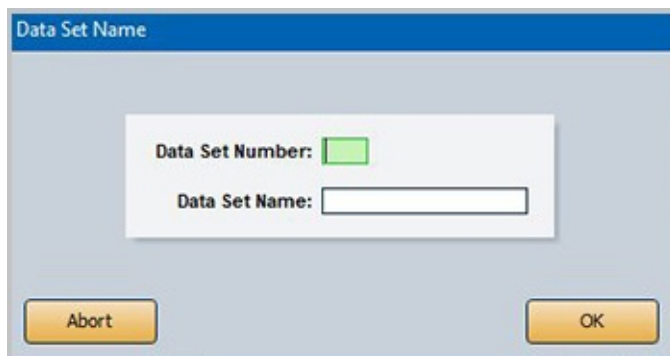 Data Set Name
Data Set Number:
Data Set Name:
Abort
OK